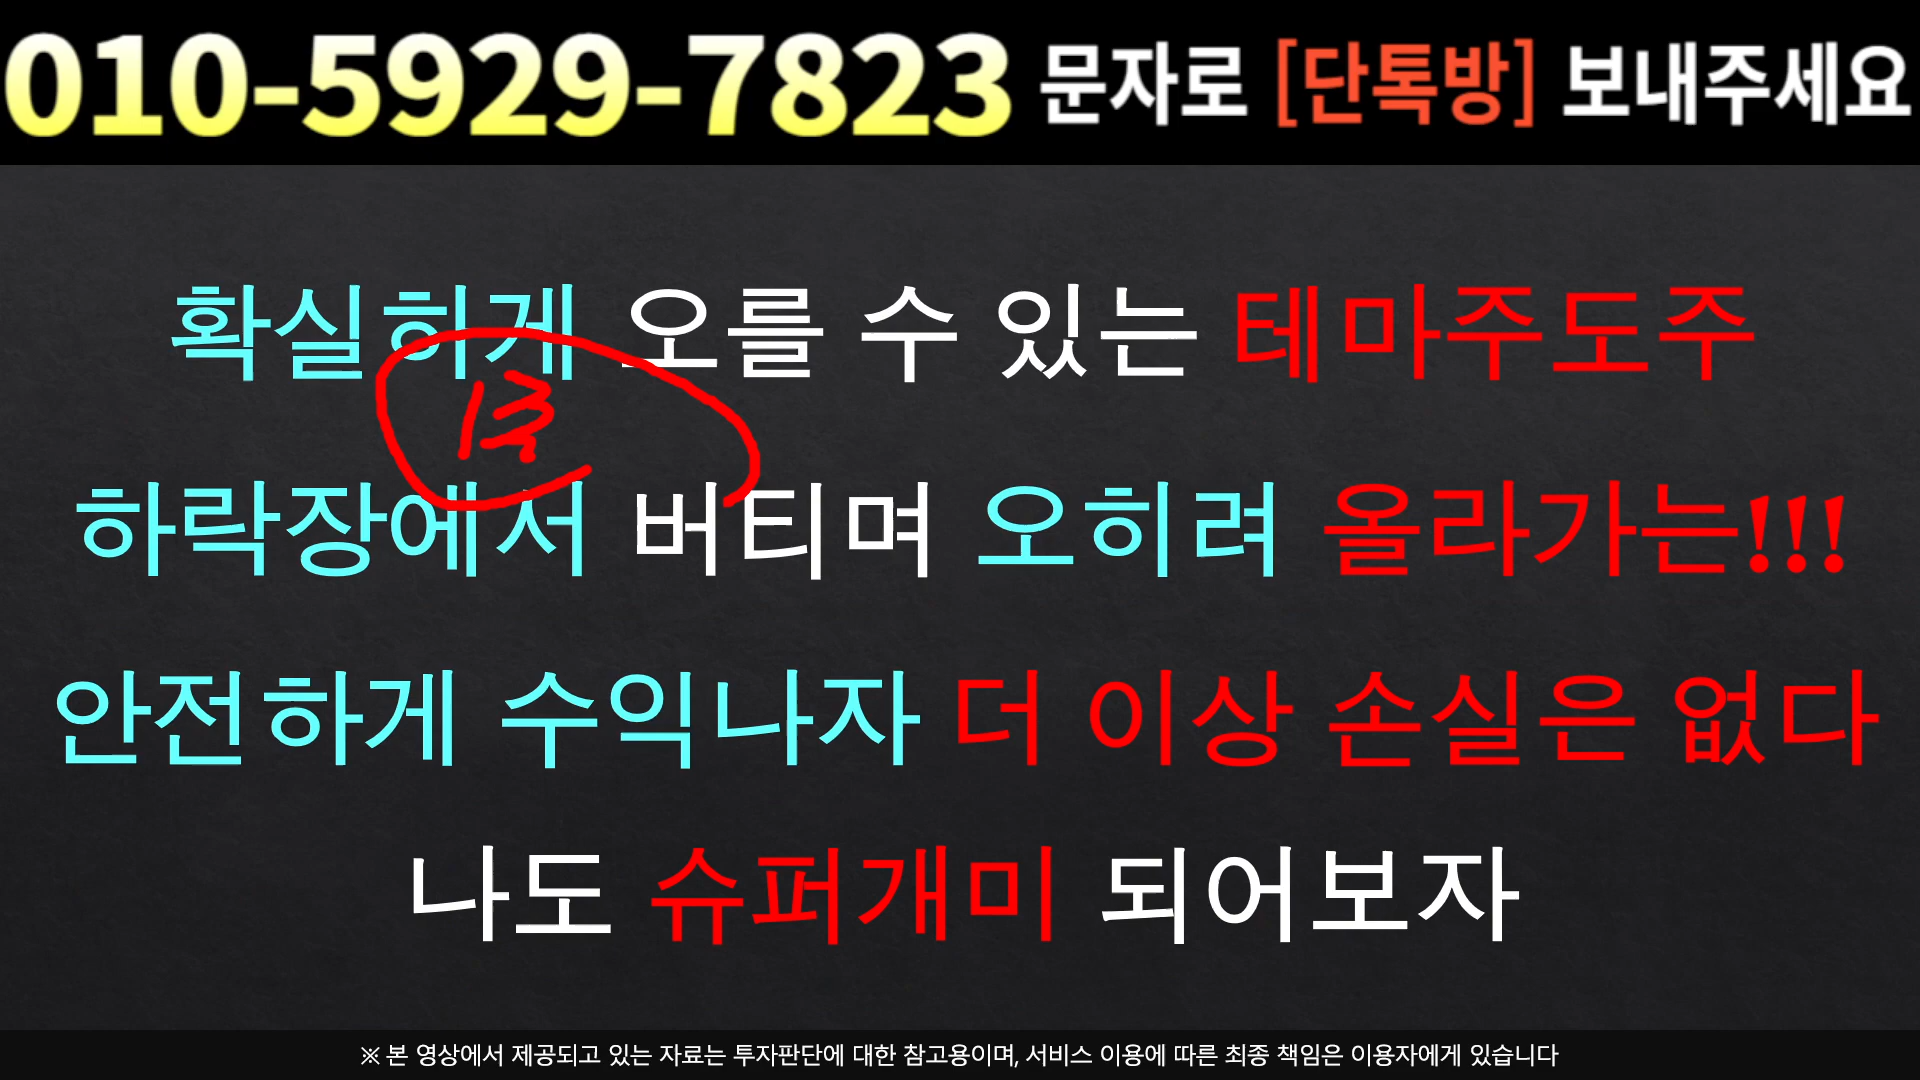 010-5929-7823 문자로 [단톡방] 보내주세요
확실하게 오를 수 있는 테마주도주
하락장에서 버티며 오히려 올라가는!!!
안전하게 수익나자 더 이상 손실은 없다
나도 슈퍼개미 되어보자
※ 본 영상에서 제공되고 있는 자료는 투자판단에 대한 참고용이며, 서비스 이용에 따른 최종 책임은 이용자에게 있습니다